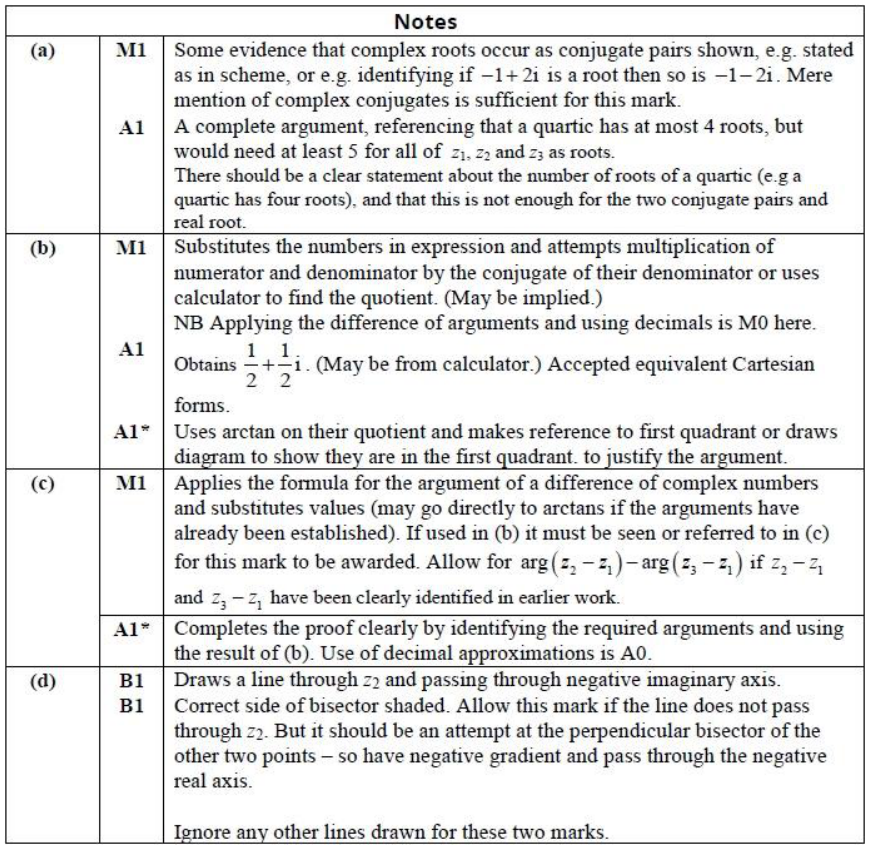 Notes
(a) M1 Some evidence that complex roots occur as conjugate pairs shown, e.g. stated
as in scheme, or e.g. identifying if −1+ 2i is a root then so is −1− 2i. Mere
mention of complex conjugates is sufficient for this mark.
A1 A complete argument, referencing that a quartic has at most 4 roots, but
would need at least 5 for all of z₁, z₂ and z₃ as roots.
There should be a clear statement about the number of roots of a quartic (e.g a
quartic has four roots), and that this is not enough for the two conjugate pairs and
real root.
(b) M1 Substitutes the numbers in expression and attempts multiplication of
numerator and denominator by the conjugate of their denominator or uses
calculator to find the quotient. (May be implied.)
NB Applying the difference of arguments and using decimals is M0 here.
A1 Obtains 1/2 + 1/2 i. (May be from calculator.) Accepted equivalent Cartesian
forms.
A1* Uses arctan on their quotient and makes reference to first quadrant or draws
diagram to show they are in the first quadrant. to justify the argument.
(c) M1 Applies the formula for the argument of a difference of complex numbers
and substitutes values (may go directly to arctans if the arguments have
already been established). If used in (b) it must be seen or referred to in (c)
for this mark to be awarded. Allow for arg(z₂ − z₁)−arg(z₃ − z₁) if z₂ − z₁
and z₃ − z₁ have been clearly identified in earlier work.
A1* Completes the proof clearly by identifying the required arguments and using
the result of (b). Use of decimal approximations is A0.
(d) B1 Draws a line through z₂ and passing through negative imaginary axis.
B1 Correct side of bisector shaded. Allow this mark if the line does not pass
through z₂. But it should be an attempt at the perpendicular bisector of the
other two points – so have negative gradient and pass through the negative
real axis.
Ignore any other lines drawn for these two marks.